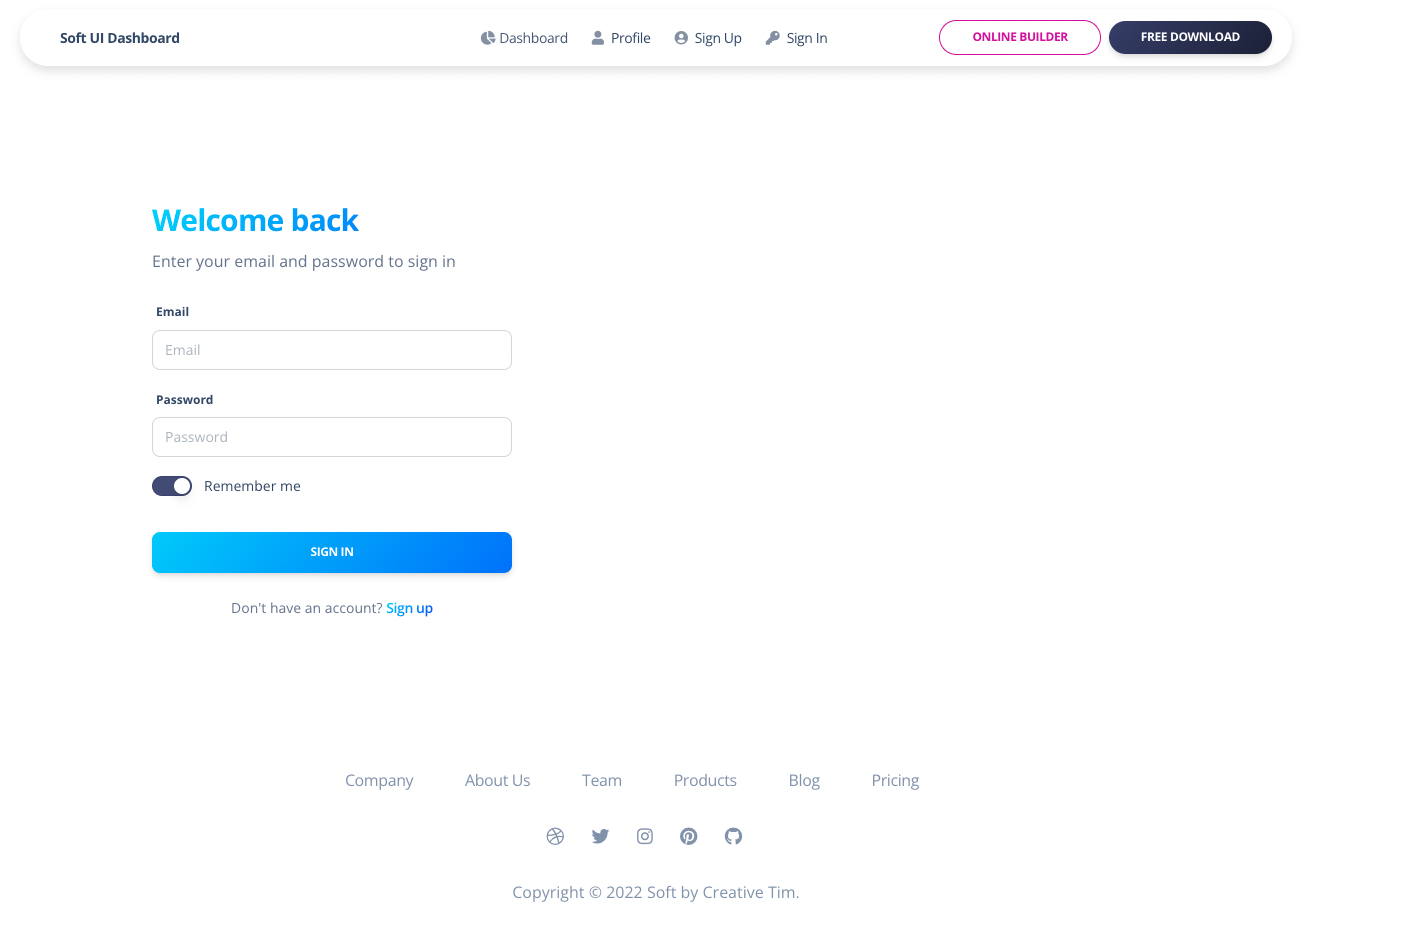 Soft UI Dashboard Dashboard Profile Sign Up Sign In ONLINE BUILDER FREE DOWNLOAD
Welcome back
Enter your email and password to sign in
Email
Email
Password
Password
Remember me
SIGN IN
Don't have an account? Sign up
Company About Us Team Products Blog Pricing
Copyright © 2022 Soft by Creative Tim.